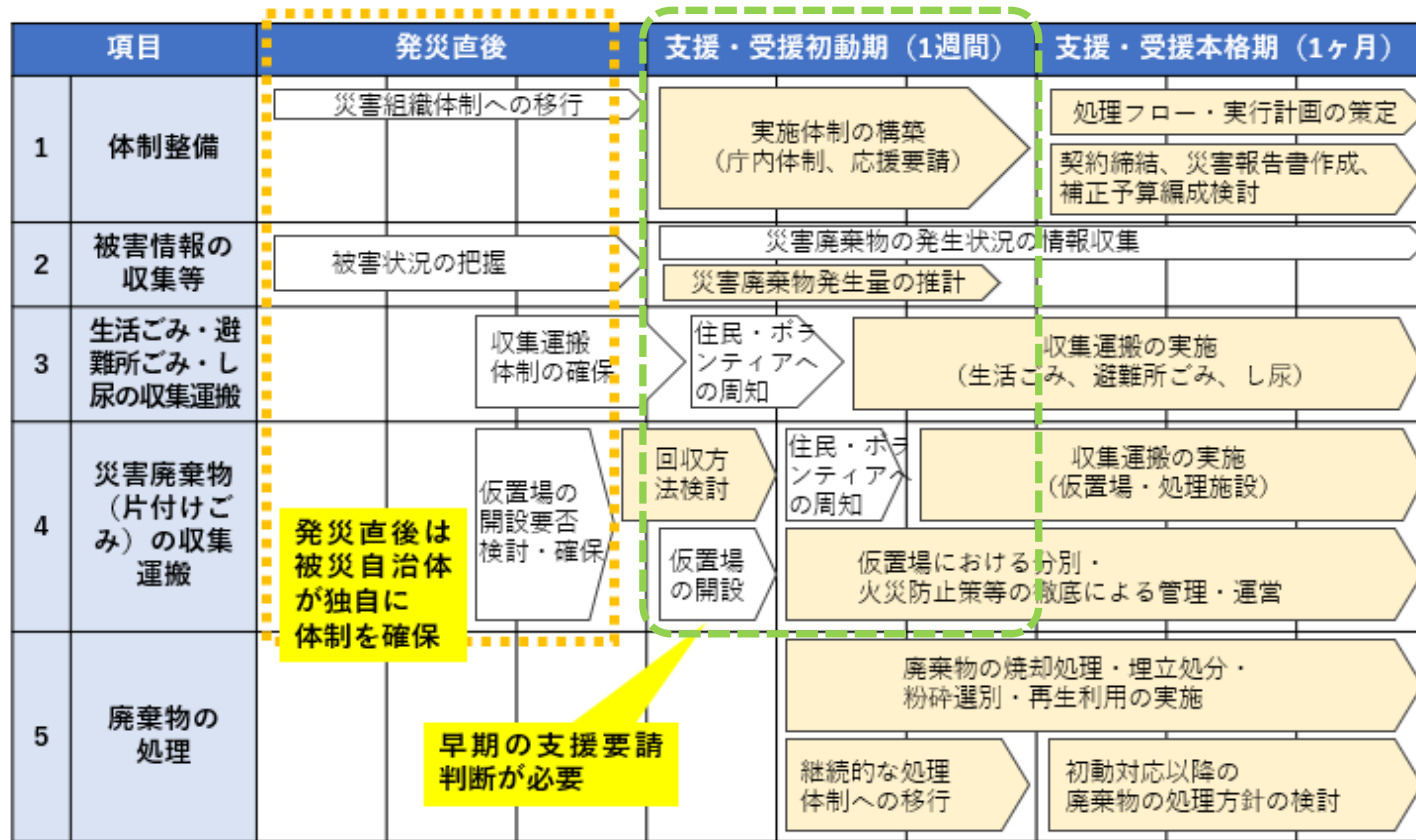 項目
発災直後
支援・受援初動期（1週間）
支援・受援本格期（1ヶ月）
1
体制整備
災害組織体制への移行
実施体制の構築
（庁内体制、応援要請）
処理フロー・実行計画の策定
契約締結、災害報告書作成、
補正予算編成検討
2
被害情報の
収集等
被害状況の把握
災害廃棄物の発生状況の情報収集
災害廃棄物発生量の推計
3
生活ごみ・避
難所ごみ・し
尿の収集運搬
収集運搬
体制の確保
住民・ボラ
ンティアへ
の周知
収集運搬の実施
（生活ごみ、避難所ごみ、し尿）
4
災害廃棄物
（片付けご
み）の収集
運搬
仮置場の
開設要否
検討・確保
回収方
法検討
住民・ボラ
ンティアへ
の周知
収集運搬の実施
（仮置場・処理施設）
仮置場
の開設
仮置場における分別・
火災防止策等の徹底による管理・運営
発災直後は
被災自治体
が独自に
体制を確保
5
廃棄物の
処理
廃棄物の焼却処理・埋立処分・
粉砕選別・再生利用の実施
早期の支援要請
判断が必要
継続的な処理
体制への移行
初動対応以降の
廃棄物の処理方針の検討